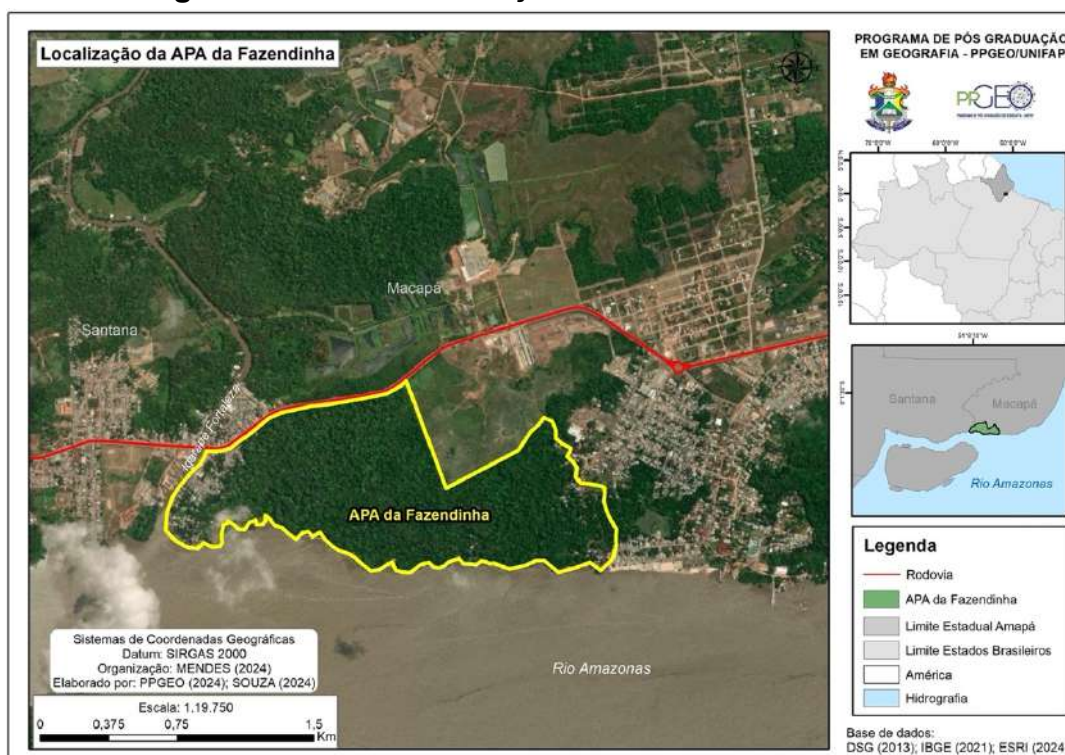 Localização da APA da Fazendinha
Santana
Macapá
Igarapé Fortaleza
APA da Fazendinha
Rio Amazonas
Sistemas de Coordenadas Geográficas
Datum: SIRGAS 2000
Organização: MENDES (2024)
Elaborado por: PPGEO (2024); SOUZA (2024)
Escala: 1.19.750
0 0,375 0,75 1,5
Km
PROGRAMA DE PÓS GRADUAÇÃO
EM GEOGRAFIA - PPGEO/UNIFAP
PPGEO
Santana
Macapá
Rio Amazonas
Legenda
Rodovia
APA da Fazendinha
Limite Estadual Amapá
Limite Estados Brasileiros
América
Hidrografia
Base de dados:
DSG (2013); IBGE (2021); ESRI (2024